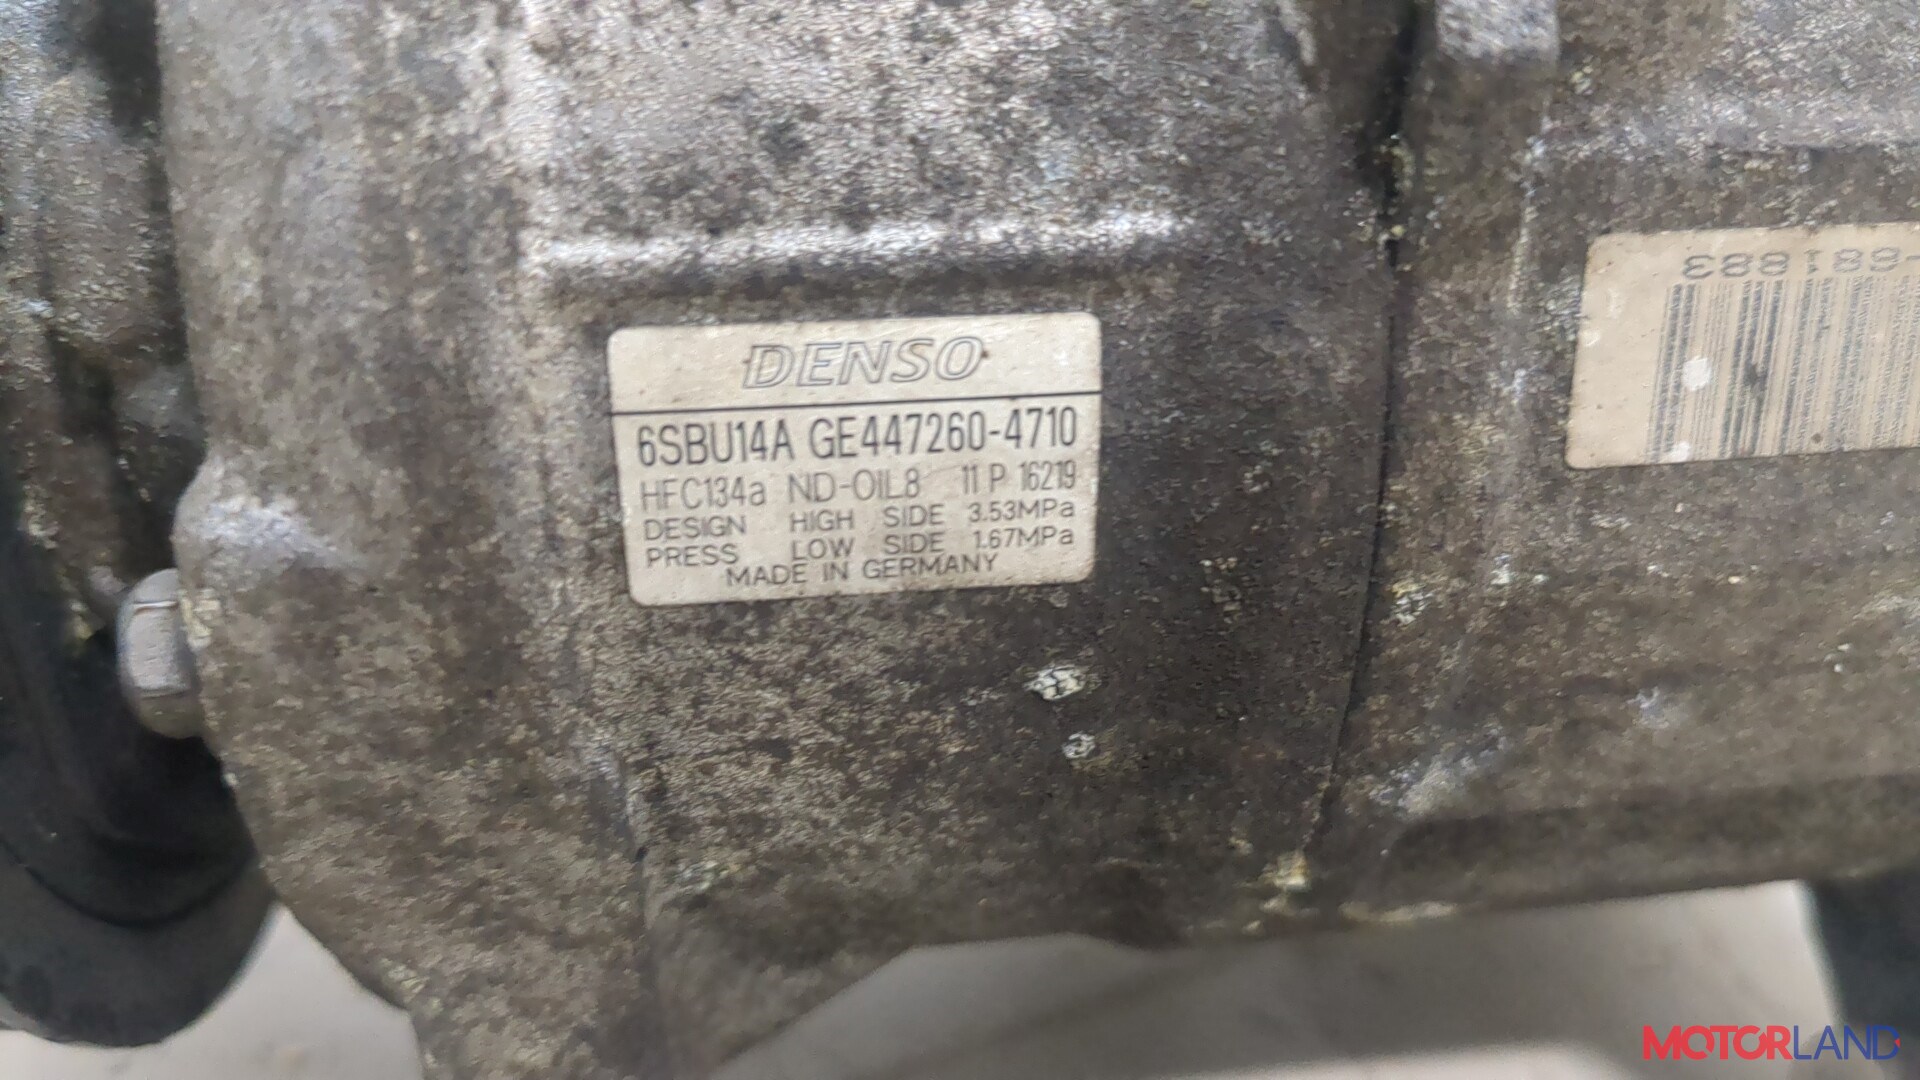 DENSO
6SBU14A GE447260-4710
HFC134a ND-OIL8 11 P 16219
DESIGN HIGH SIDE 3.53MPa
PRESS LOW SIDE 1.67MPa
MADE IN GERMANY
MOTORLAND